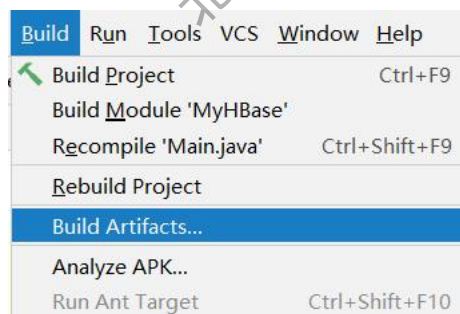 Build Run Tools VCS Window Help
Build Project Ctrl+F9
Build Module 'MyHBase'
Recompile 'Main.java' Ctrl+Shift+F9
Rebuild Project
Build Artifacts...
Analyze APK...
Run Ant Target Ctrl+Shift+F10